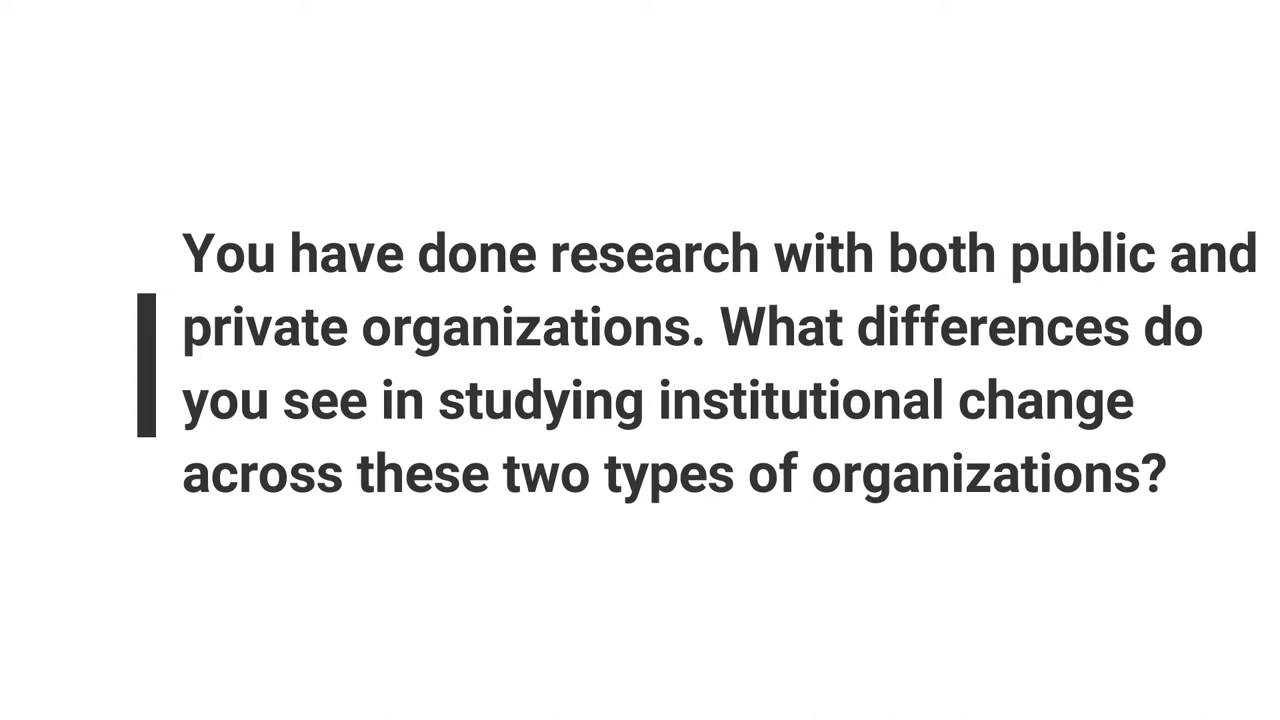 You have done research with both public and
private organizations. What differences do
you see in studying institutional change
across these two types of organizations?